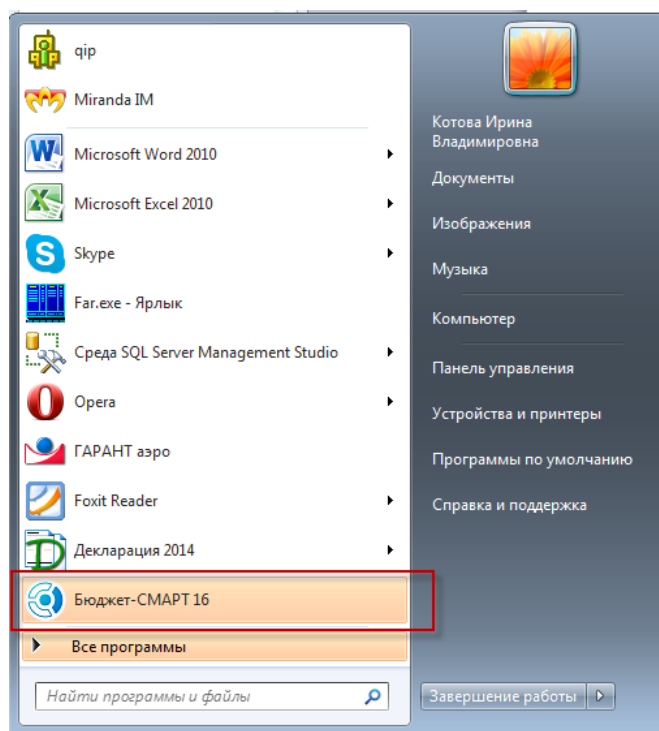 qip
Miranda IM
Microsoft Word 2010
Microsoft Excel 2010
Skype
Far.exe - Ярлык
Среда SQL Server Management Studio
Opera
ГАРАНТ аэро
Foxit Reader
Декларация 2014
Бюджет-СМАРТ 16
Все программы
Найти программы и файлы
Котова Ирина
Владимировна
Документы
Изображения
Музыка
Компьютер
Панель управления
Устройства и принтеры
Программы по умолчанию
Справка и поддержка
Завершение работы